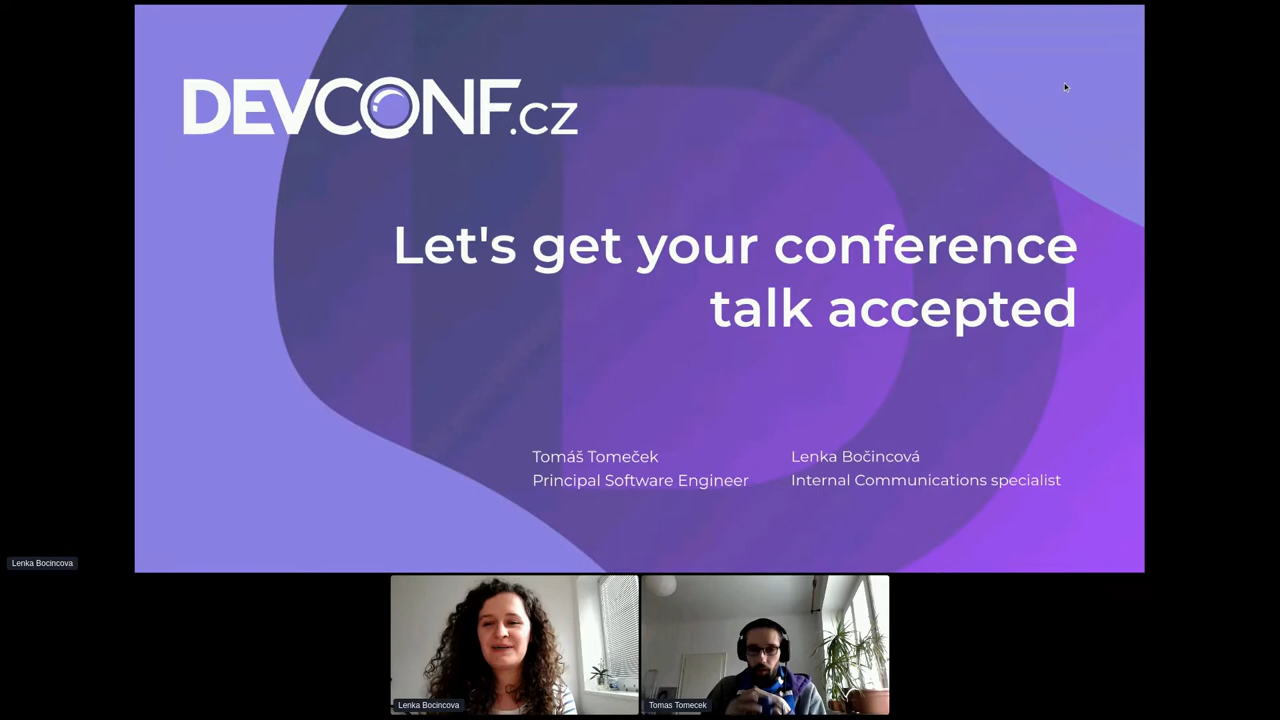 DEVCONF.cz
Let's get your conference
talk accepted
Tomáš Tomeček
Principal Software Engineer
Lenka Bočincová
Internal Communications specialist
Lenka Bocincova
Lenka Bocincova
Tomas Tomecek